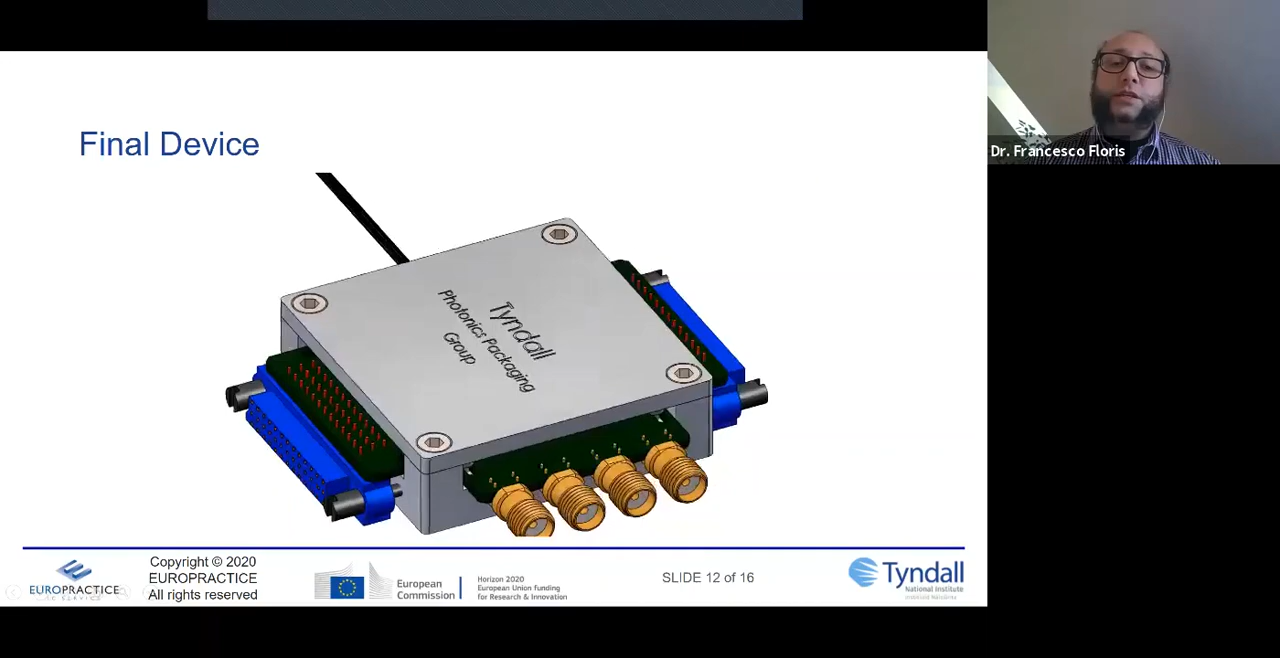 Final Device
Dr. Francesco Floris
Tyndall
Photonics Packaging
Group
Copyright © 2020
EUROPRACTICE
All rights reserved
EUROPRACTICE
European
Commission
Horizon 2020
European Union funding
for Research & Innovation
SLIDE 12 of 16
Tyndall
National Institute